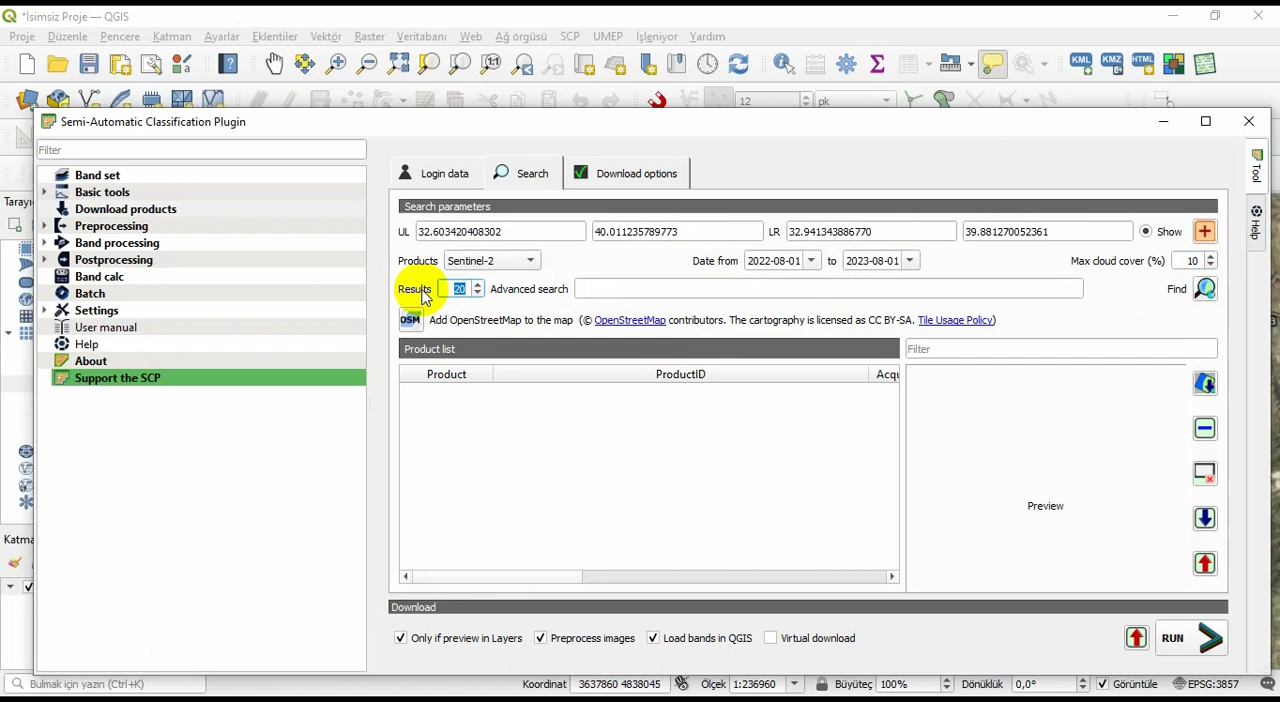 *İsimsiz Proje — QGIS
Proje Düzenle Pencere Katman Ayarlar Eklentiler Vektör Raster Veritabanı Web Ağ örgüsü SCP UMEP İşleniyor Yardım
KML KMZ HTML
12 pk
Semi-Automatic Classification Plugin
Filter
Band set
Basic tools
Download products
Preprocessing
Band processing
Postprocessing
Band calc
Batch
Settings
User manual
Help
About
Support the SCP
Login data Search Download options
Search parameters
UL 32.603420408302 40.011235789773 LR 32.941343886770 39.881270052361 Show
Products Sentinel-2 Date from 2022-08-01 to 2023-08-01 Max cloud cover (%) 10
Results 20 Advanced search Find
OSM Add OpenStreetMap to the map (© OpenStreetMap contributors. The cartography is licensed as CC BY-SA. Tile Usage Policy)
Product list Filter
Product ProductID Acqu
Preview
Download
Only if preview in Layers Preprocess images Load bands in QGIS Virtual download RUN
Tool
Help
Tarayı
Katma
Bulmak için yazın (Ctrl+K) Koordinat 3637860 4838045 Ölçek 1:236960 Büyüteç 100% Dönüklük 0,0° Görüntüle EPSG:3857